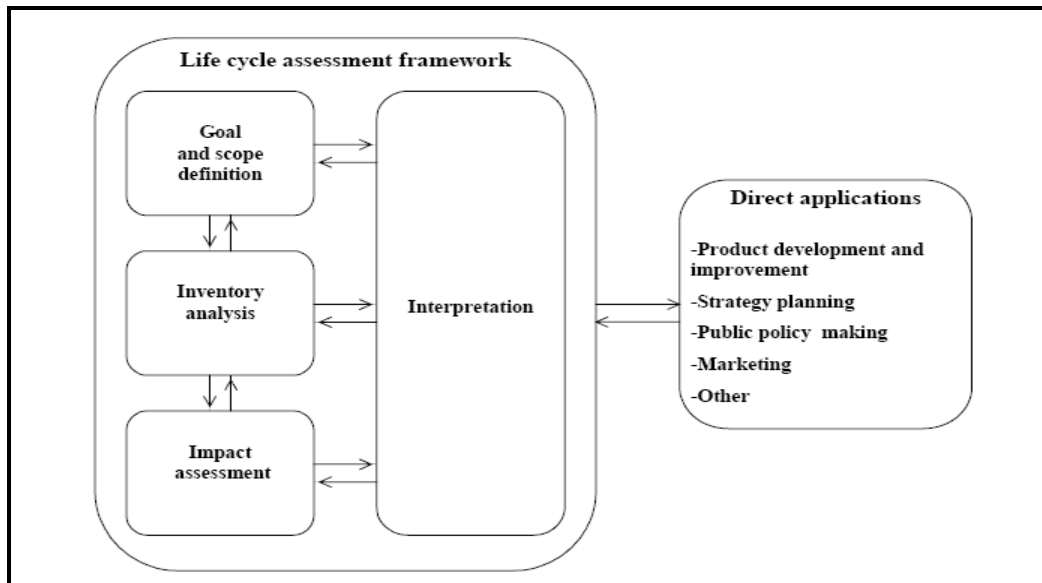 Life cycle assessment framework
Goal
and scope
definition
Inventory
analysis
Impact
assessment
Interpretation
Direct applications
-Product development and
improvement
-Strategy planning
-Public policy making
-Marketing
-Other